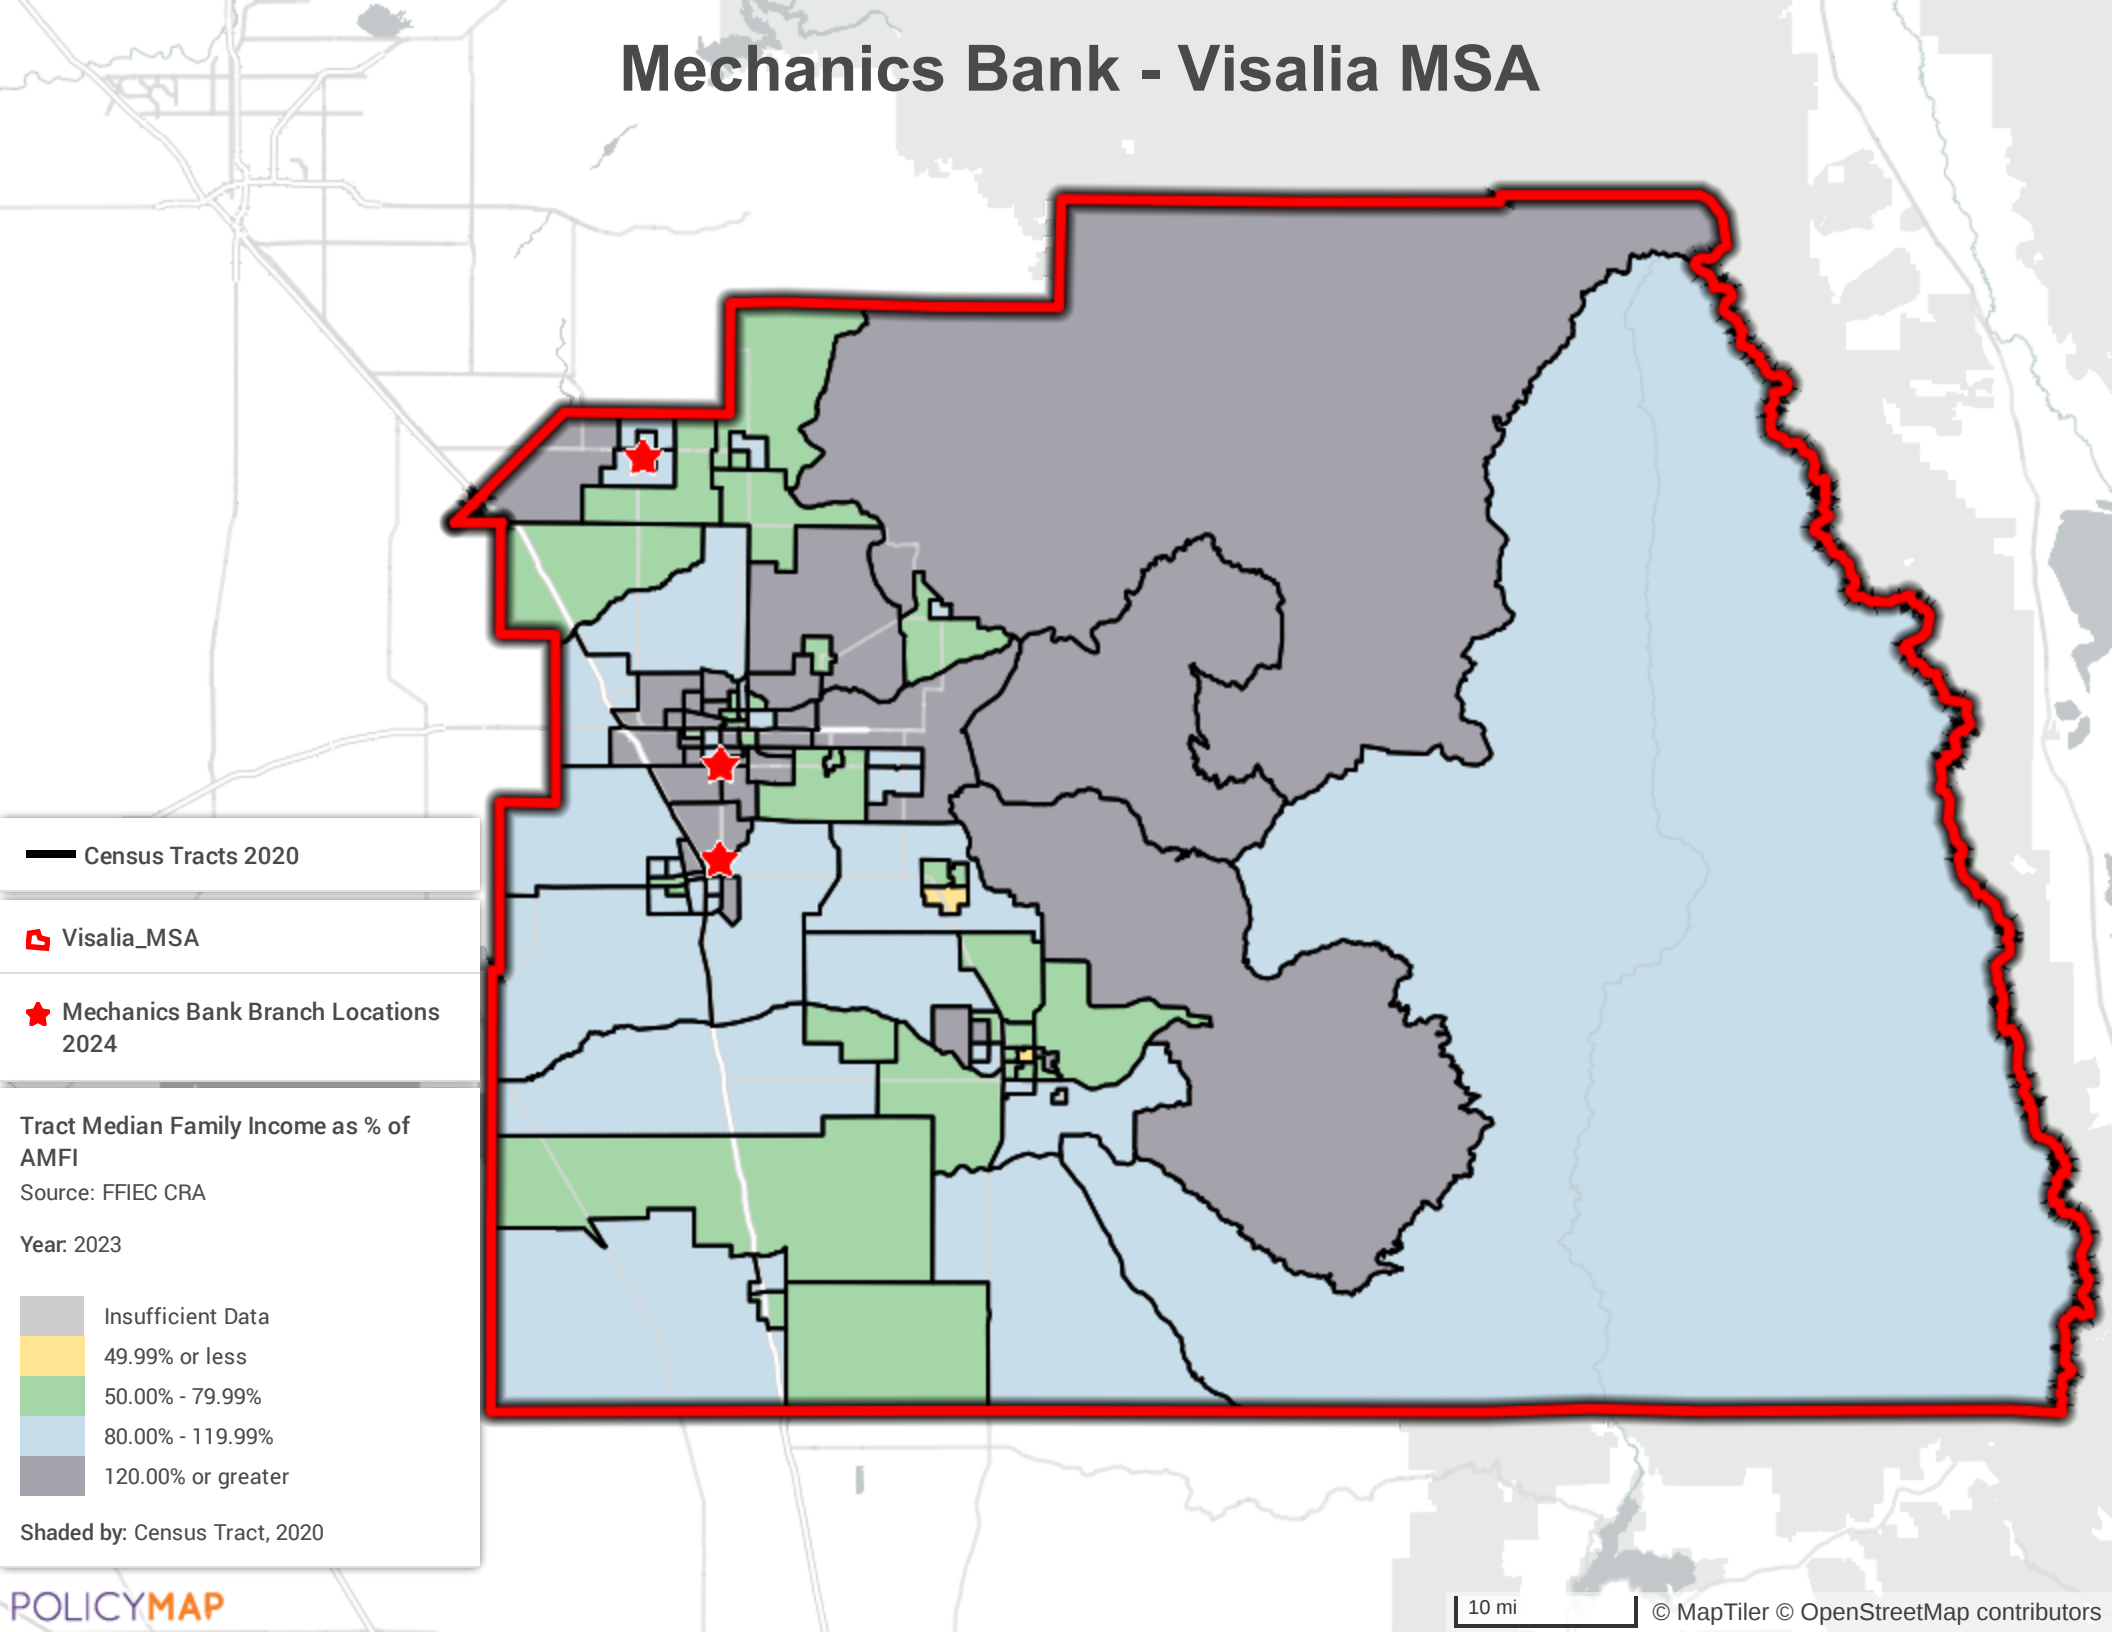 Mechanics Bank - Visalia MSA
Census Tracts 2020
Visalia_MSA
Mechanics Bank Branch Locations
2024
Tract Median Family Income as % of
AMFI
Source: FFIEC CRA
Year: 2023
Insufficient Data
49.99% or less
50.00% - 79.99%
80.00% - 119.99%
120.00% or greater
Shaded by: Census Tract, 2020
POLICYMAP
10 mi
© MapTiler © OpenStreetMap contributors